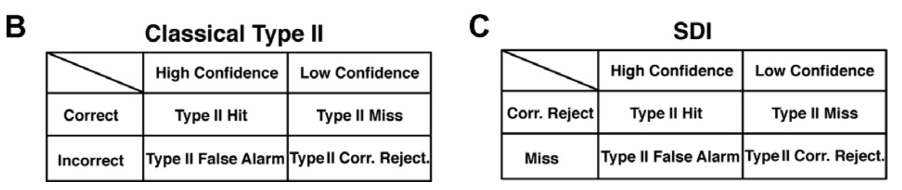 B
Classical Type II
High Confidence Low Confidence
Correct Type II Hit Type II Miss
Incorrect Type II False Alarm Type II Corr. Reject.
C
SDI
High Confidence Low Confidence
Corr. Reject Type II Hit Type II Miss
Miss Type II False Alarm Type II Corr. Reject.